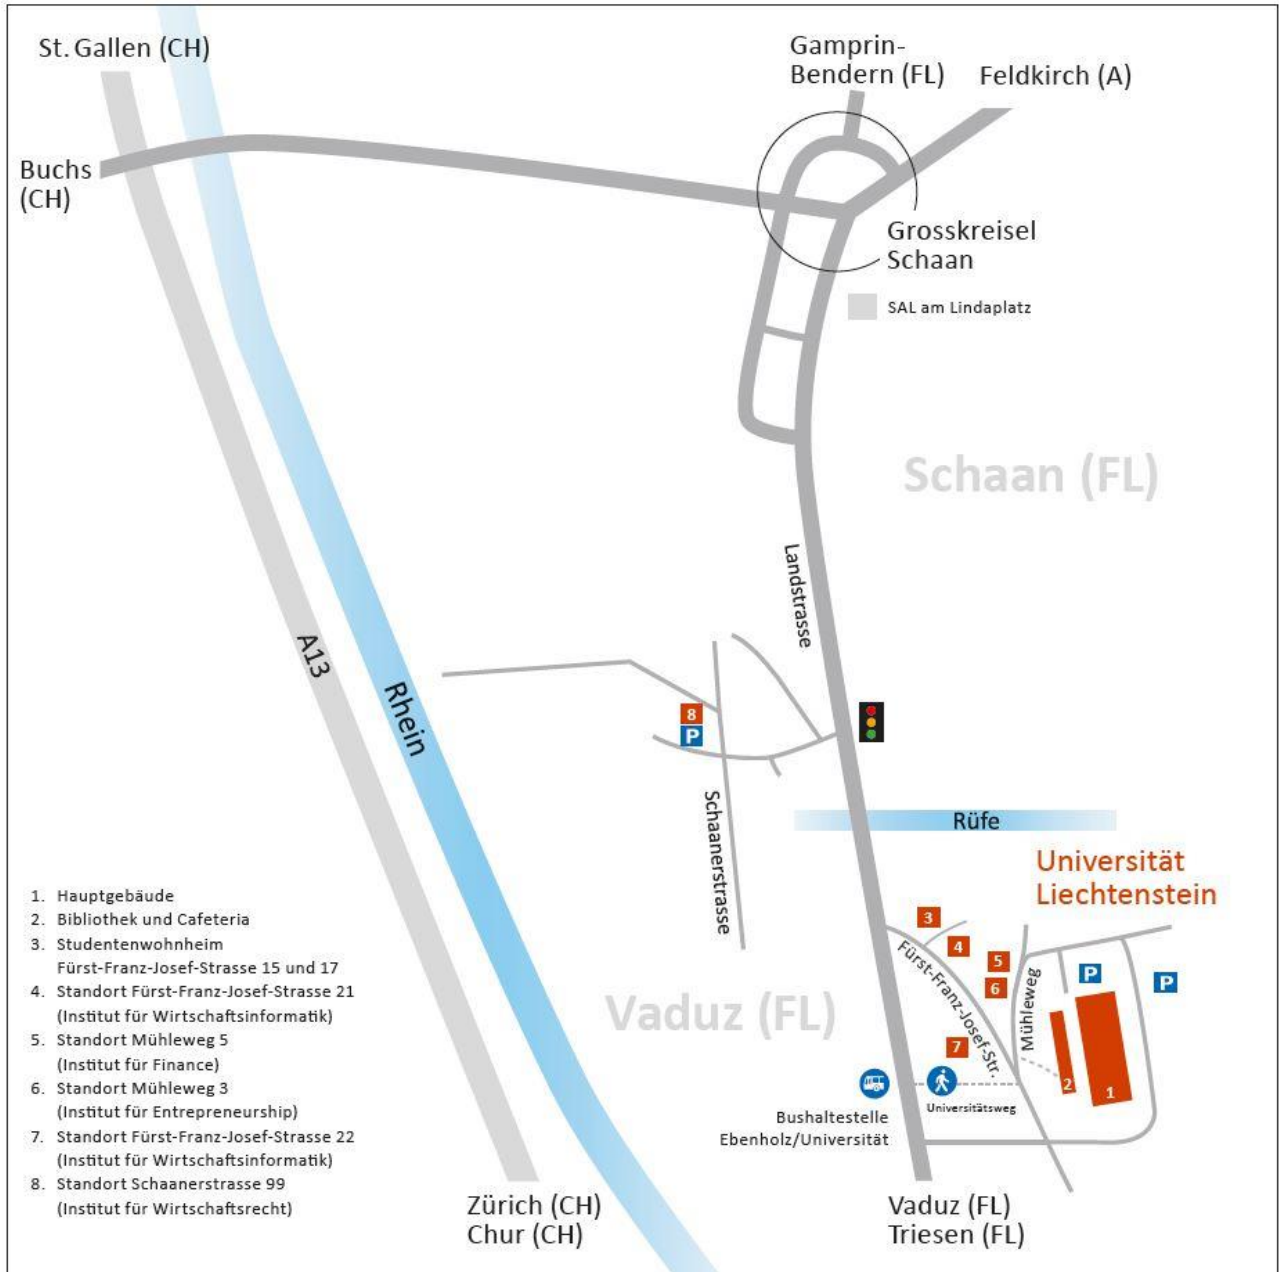 St. Gallen (CH)
Gamprin-
Bendern (FL)
Feldkirch (A)
Buchs
(CH)
Grosskreisel
Schaan
SAL am Lindaplatz
Schaan (FL)
Landstrasse
A13
Rhein
8
P
Schaanerstrasse
Rüfe
Universität
Liechtenstein
1. Hauptgebäude
2. Bibliothek und Cafeteria
3. Studentenwohnheim
Fürst-Franz-Josef-Strasse 15 und 17
4. Standort Fürst-Franz-Josef-Strasse 21
(Institut für Wirtschaftsinformatik)
5. Standort Mühleweg 5
(Institut für Finance)
6. Standort Mühleweg 3
(Institut für Entrepreneurship)
7. Standort Fürst-Franz-Josef-Strasse 22
(Institut für Wirtschaftsinformatik)
8. Standort Schaanerstrasse 99
(Institut für Wirtschaftsrecht)
Vaduz (FL)
3
4
5
6
Fürst-Franz-Josef-Str.
Mühleweg
P
P
7
2
1
Universitätsweg
Bushaltestelle
Ebenholz/Universität
Zürich (CH)
Chur (CH)
Vaduz (FL)
Triesen (FL)